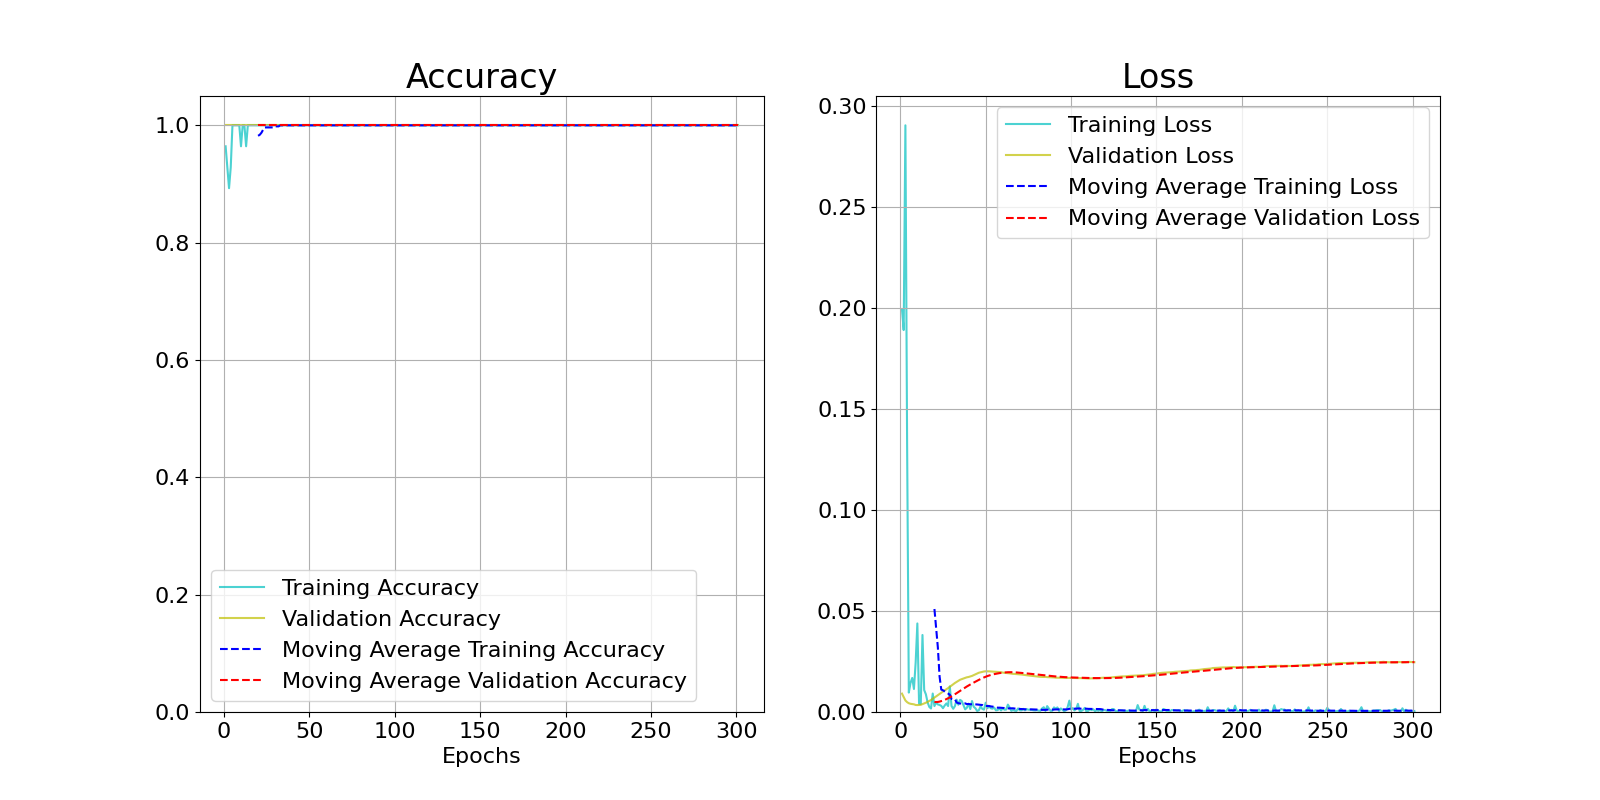 Accuracy
1.0
0.8
0.6
0.4
0.2
0.0
Training Accuracy
Validation Accuracy
Moving Average Training Accuracy
Moving Average Validation Accuracy
0 50 100 150 200 250 300
Epochs
Loss
0.30
0.25
0.20
0.15
0.10
0.05
0.00
Training Loss
Validation Loss
Moving Average Training Loss
Moving Average Validation Loss
0 50 100 150 200 250 300
Epochs